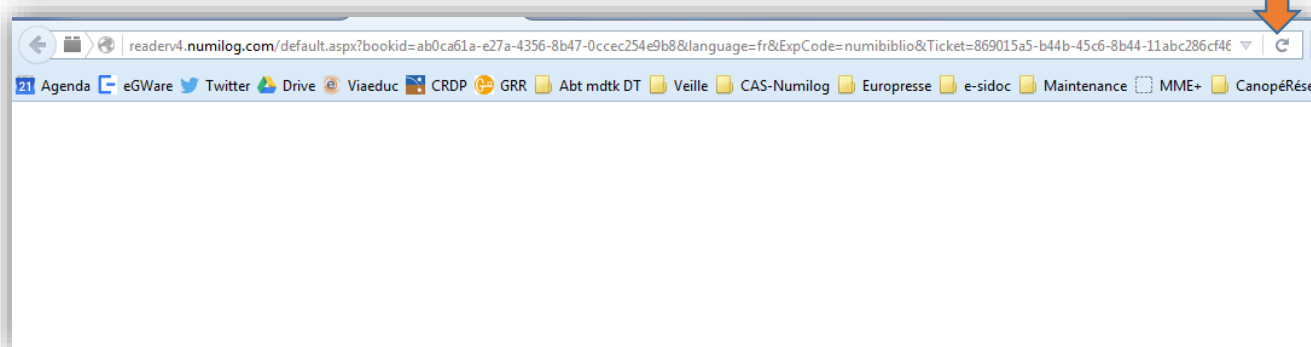 readerv4.numilog.com/default.aspx?bookid=ab0ca61a-e27a-4356-8b47-0ccec254e9b8&language=fr&ExpCode=numibiblio&Ticket=869015a5-b44b-45c6-8b44-11abc286cf46
21 Agenda eGWare Twitter Drive Viaeduc CRDP GRR Abt mdtk DT Veille CAS-Numilog Europresse e-sidoc Maintenance MME+ CanopéRése